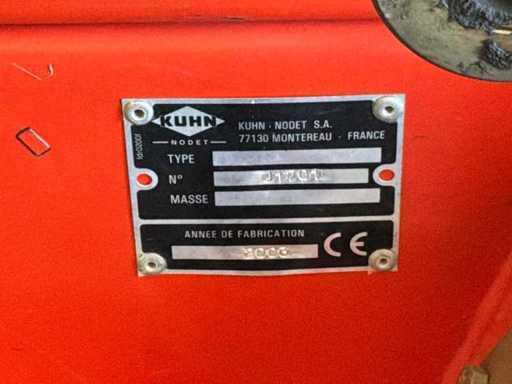 KUHN
NODET
KUHN - NODET S.A.
77130 MONTEREAU - FRANCE
TYPE
N°
MASSE
ANNEE DE FABRICATION
CE